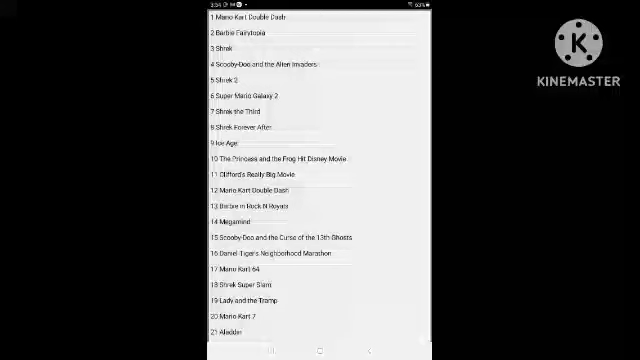 3:54
63%
1 Mario Kart Double Dash
2 Barbie Fairytopia
3 Shrek
4 Scooby-Doo and the Alien Invaders
5 Shrek 2
6 Super Mario Galaxy 2
7 Shrek the Third
8 Shrek Forever After
9 Ice Age
10 The Princess and the Frog Hit Disney Movie
11 Clifford's Really Big Movie
12 Mario Kart Double Dash
13 Barbie in Rock N Royals
14 Megamind
15 Scooby-Doo and the Curse of the 13th Ghosts
16 Daniel Tiger's Neighborhood Marathon
17 Mario Kart 64
18 Shrek Super Slam
19 Lady and the Tramp
20 Mario Kart 7
21 Aladdin
K
KINEMASTER